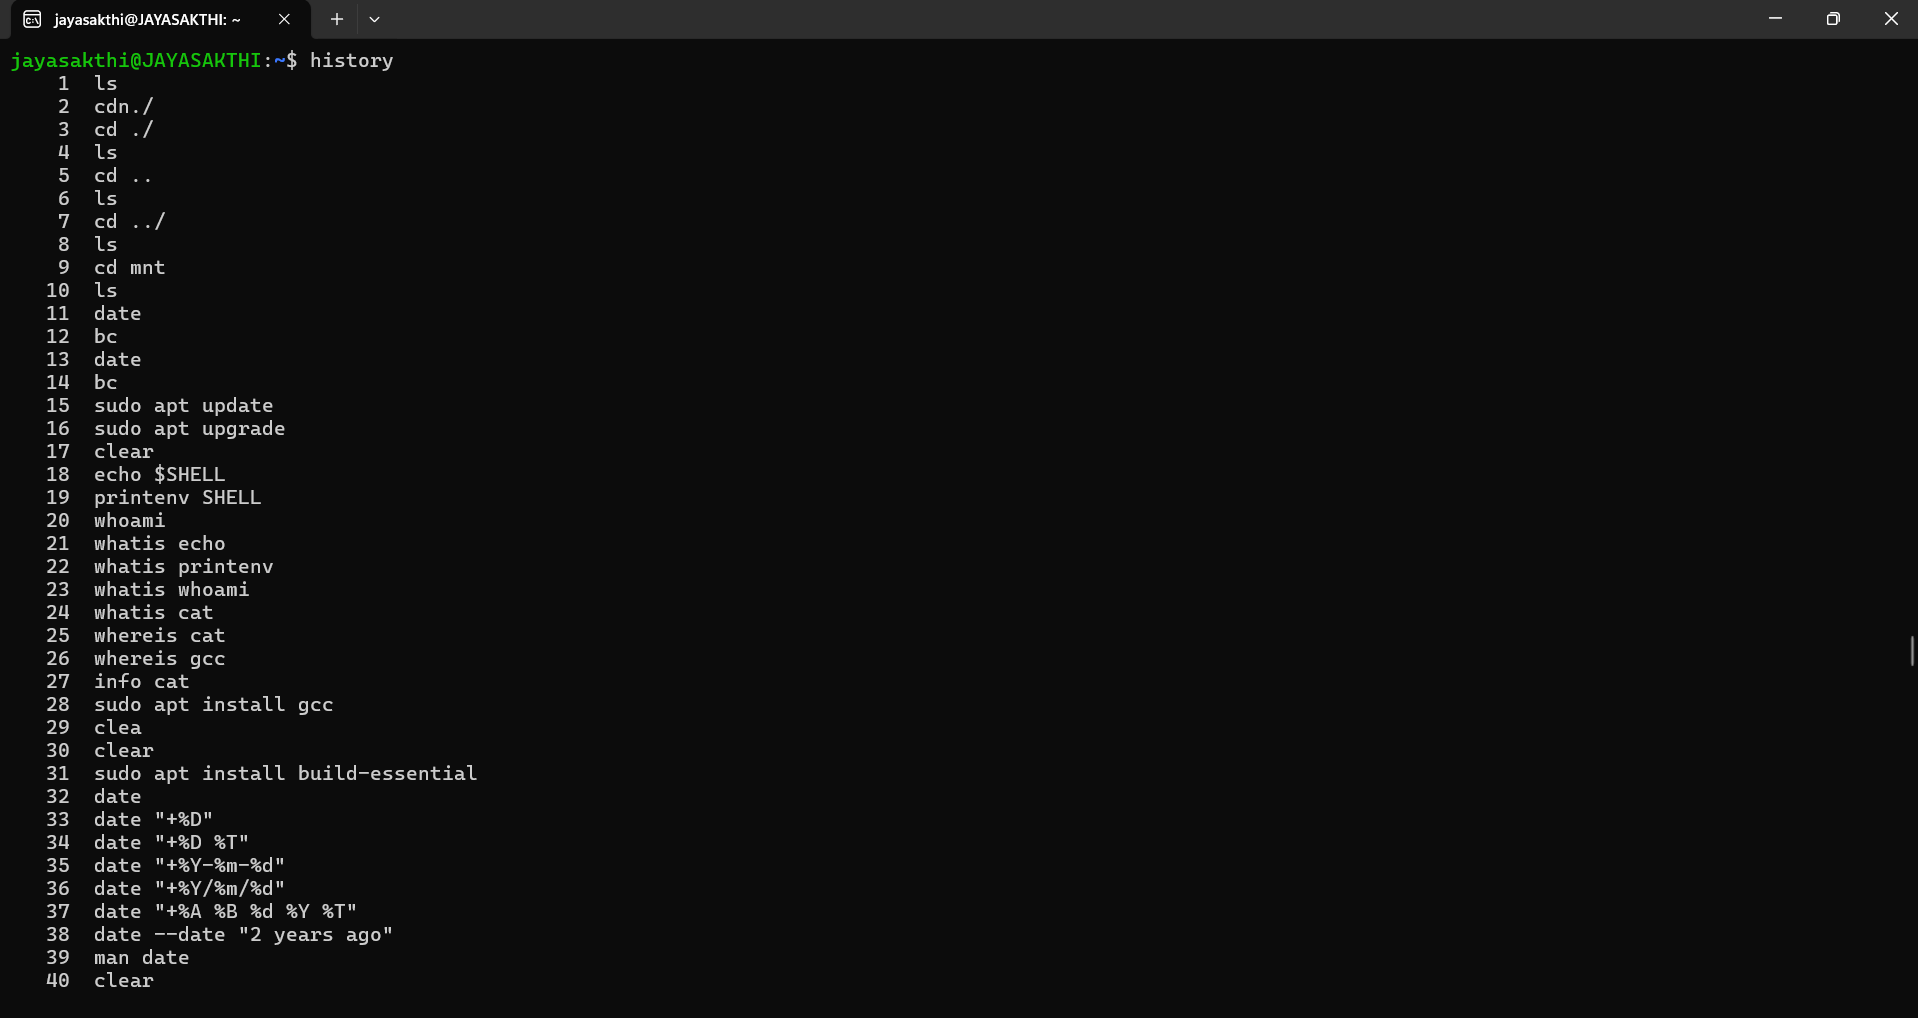 jayasakthi@JAYASAKTHI: ~
jayasakthi@JAYASAKTHI:~$ history
    1  ls
    2  cdn./
    3  cd ./
    4  ls
    5  cd ..
    6  ls
    7  cd ../
    8  ls
    9  cd mnt
   10  ls
   11  date
   12  bc
   13  date
   14  bc
   15  sudo apt update
   16  sudo apt upgrade
   17  clear
   18  echo $SHELL
   19  printenv SHELL
   20  whoami
   21  whatis echo
   22  whatis printenv
   23  whatis whoami
   24  whatis cat
   25  whereis cat
   26  whereis gcc
   27  info cat
   28  sudo apt install gcc
   29  clea
   30  clear
   31  sudo apt install build-essential
   32  date
   33  date "+%D"
   34  date "+%D %T"
   35  date "+%Y-%m-%d"
   36  date "+%Y/%m/%d"
   37  date "+%A %B %d %Y %T"
   38  date --date "2 years ago"
   39  man date
   40  clear